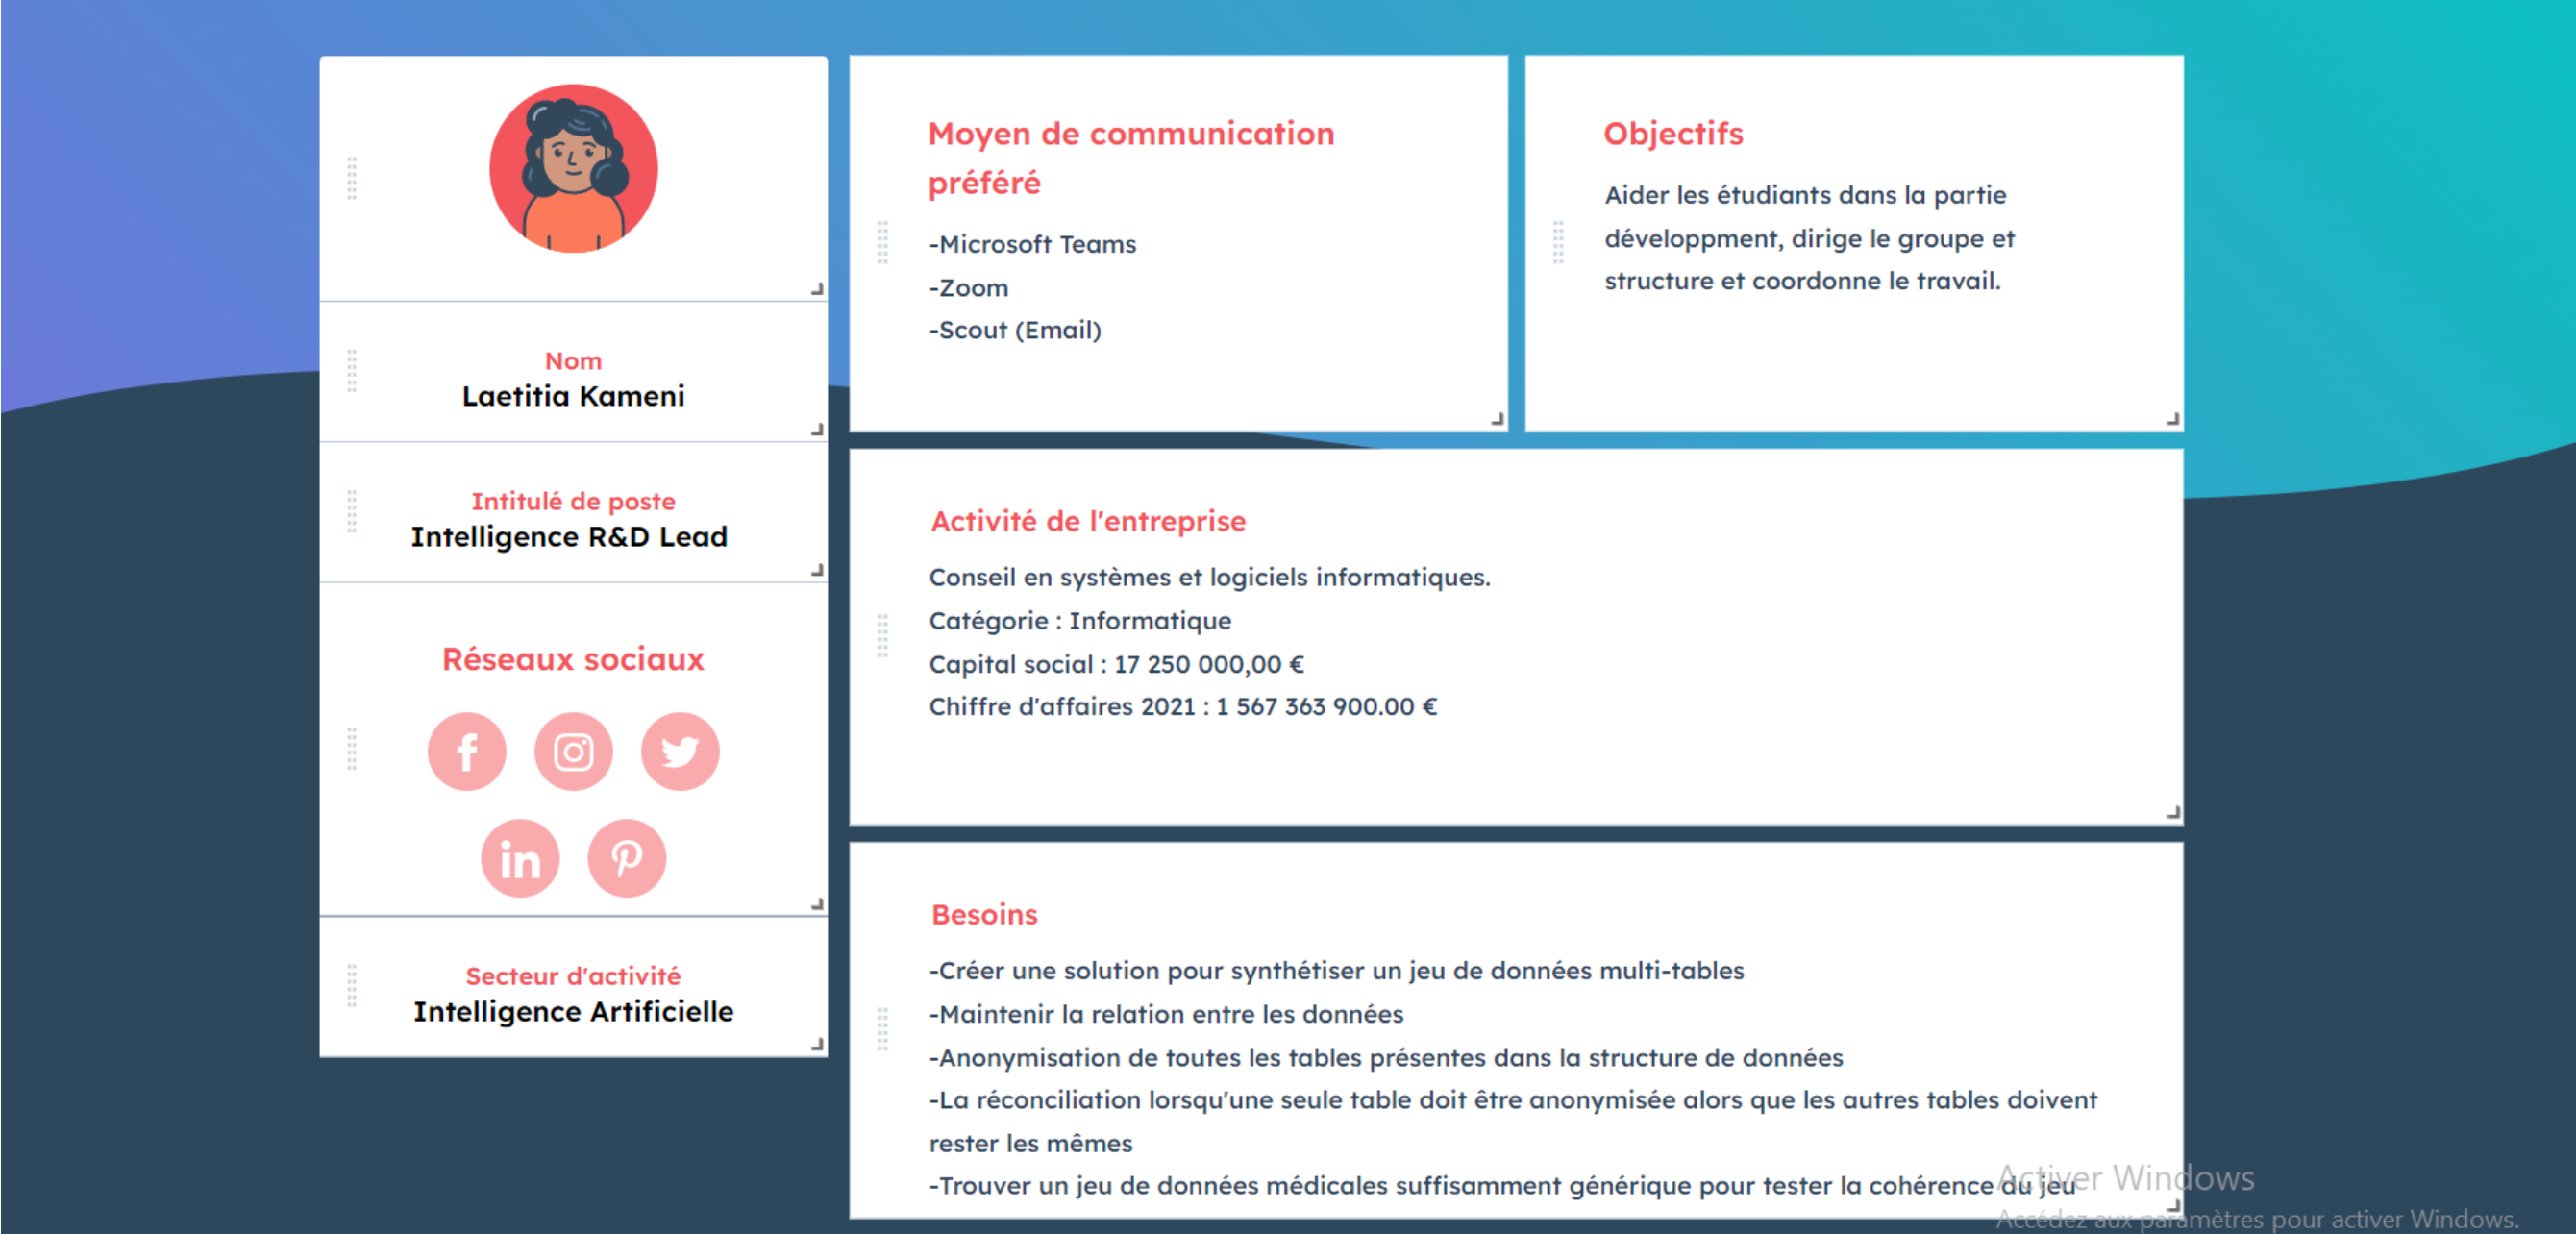 Nom
Laetitia Kameni
Intitulé de poste
Intelligence R&D Lead
Réseaux sociaux
f
in
Secteur d'activité
Intelligence Artificielle
Moyen de communication
préféré
-Microsoft Teams
-Zoom
-Scout (Email)
Objectifs
Aider les étudiants dans la partie
développment, dirige le groupe et
structure et coordonne le travail.
Activité de l'entreprise
Conseil en systèmes et logiciels informatiques.
Catégorie : Informatique
Capital social : 17 250 000,00 €
Chiffre d'affaires 2021 : 1 567 363 900.00 €
Besoins
-Créer une solution pour synthétiser un jeu de données multi-tables
-Maintenir la relation entre les données
-Anonymisation de toutes les tables présentes dans la structure de données
-La réconciliation lorsqu'une seule table doit être anonymisée alors que les autres tables doivent
rester les mêmes
-Trouver un jeu de données médicales suffisamment générique pour tester la cohérence du jeu
Activer Windows
Accédez aux paramètres pour activer Windows.